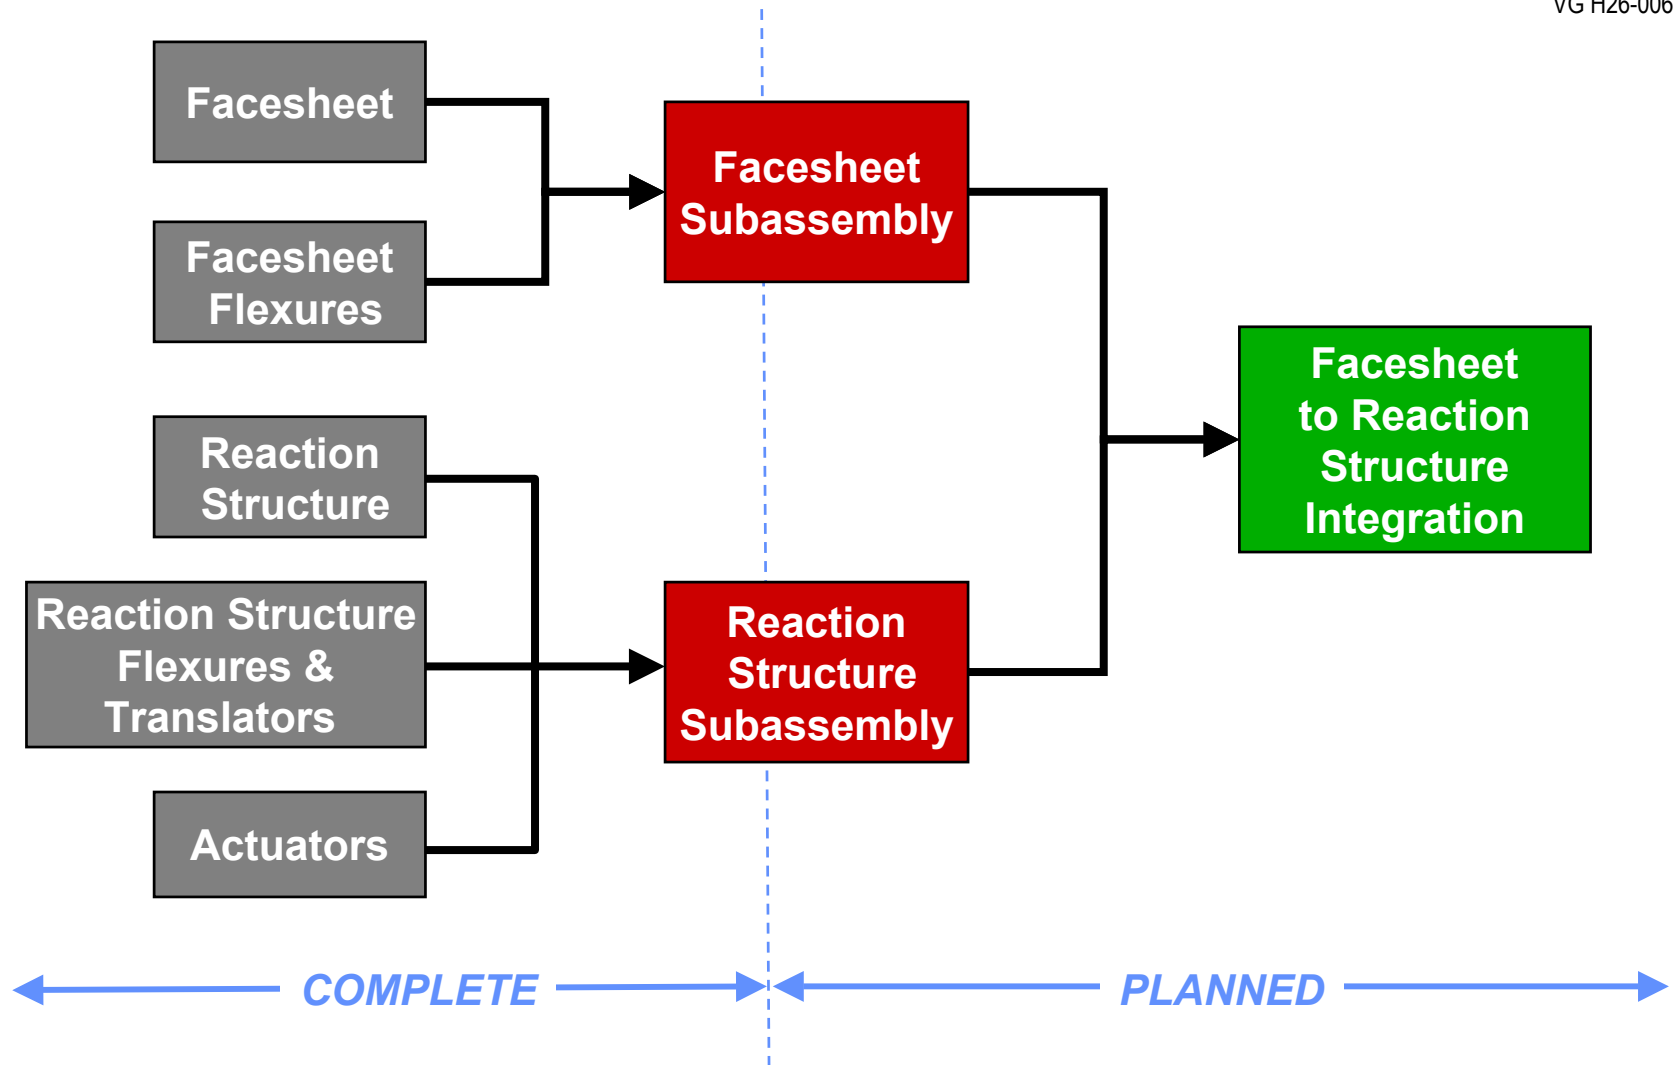 VG H26-006
Facesheet
Facesheet
Flexures
Reaction
Structure
Reaction Structure
Flexures &
Translators
Actuators
Facesheet
Subassembly
Reaction
Structure
Subassembly
Facesheet
to Reaction
Structure
Integration
COMPLETE
PLANNED